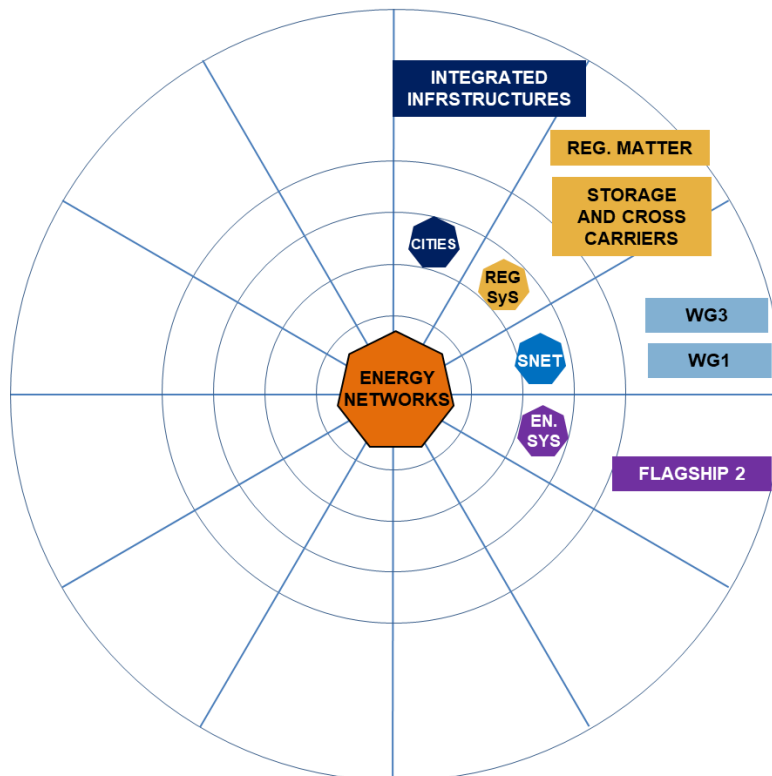 INTEGRATED
INFRSTRUCTURES
REG. MATTER
STORAGE
AND CROSS
CARRIERS
CITIES
REG
SyS
WG3
SNET
WG1
ENERGY
NETWORKS
EN.
SYS
FLAGSHIP 2